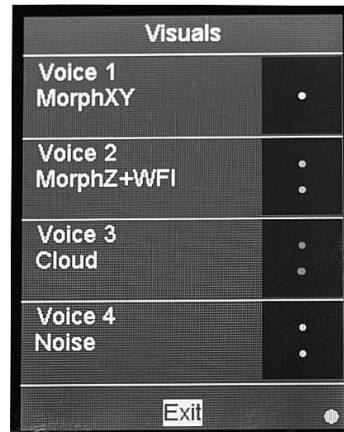 Visuals
Voice 1
MorphXY
Voice 2
MorphZ+WFI
Voice 3
Cloud
Voice 4
Noise
Exit